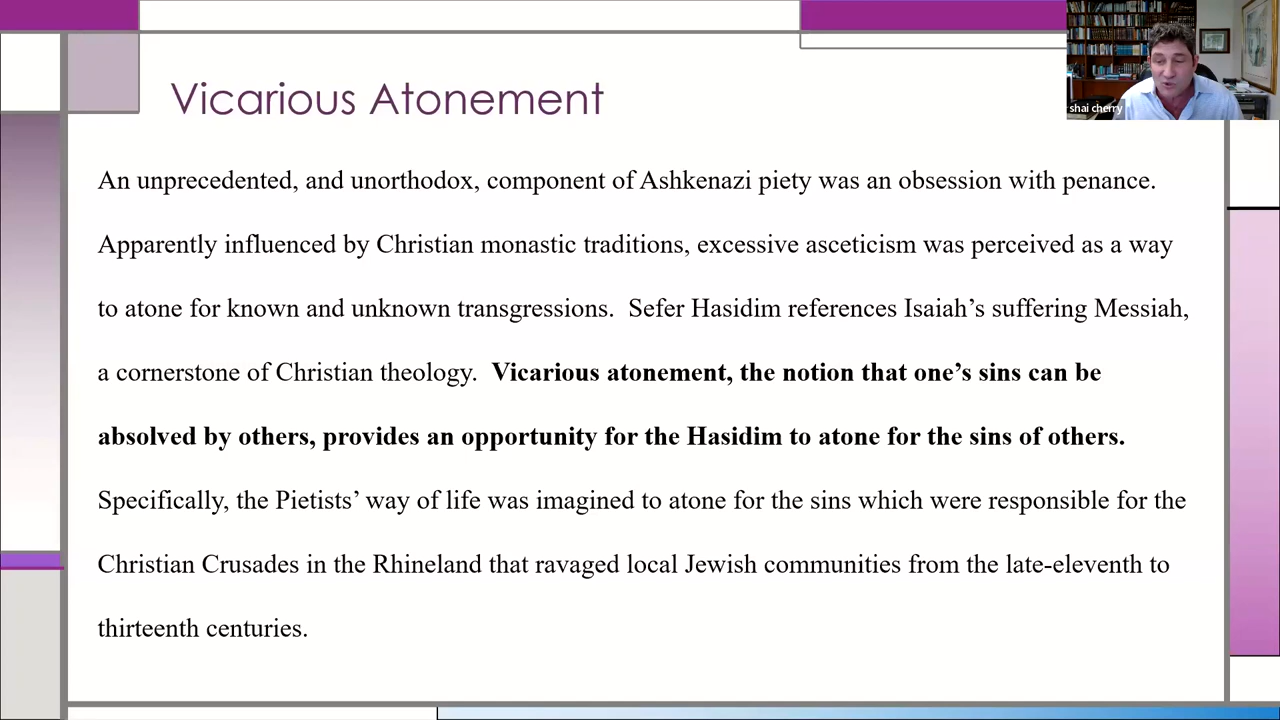 Vicarious Atonement
shai cherry
An unprecedented, and unorthodox, component of Ashkenazi piety was an obsession with penance.
Apparently influenced by Christian monastic traditions, excessive asceticism was perceived as a way
to atone for known and unknown transgressions.  Sefer Hasidim references Isaiah’s suffering Messiah,
a cornerstone of Christian theology.  Vicarious atonement, the notion that one’s sins can be
absolved by others, provides an opportunity for the Hasidim to atone for the sins of others.
Specifically, the Pietists’ way of life was imagined to atone for the sins which were responsible for the
Christian Crusades in the Rhineland that ravaged local Jewish communities from the late-eleventh to
thirteenth centuries.